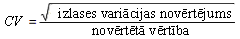 CV = √izlases variācijas novērtējums
novērtētā vērtība